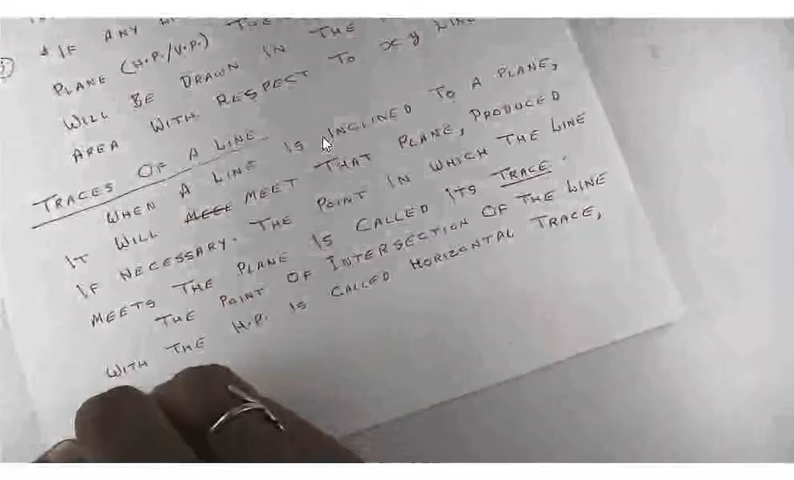 * IF ANY
PLANE (H.P./V.P.) THE
WILL BE DRAWN IN THE
AREA WITH RESPECT TO xy LINE
TRACES OF A LINE
WHEN A LINE IS INCLINED TO A PLANE,
IT WILL MEET MEET THAT PLANE, PRODUCED
IF NECESSARY. THE POINT IN WHICH THE LINE
MEETS THE PLANE IS CALLED ITS TRACE.
THE POINT OF INTERSECTION OF THE LINE
WITH THE H.P. IS CALLED HORIZONTAL TRACE,